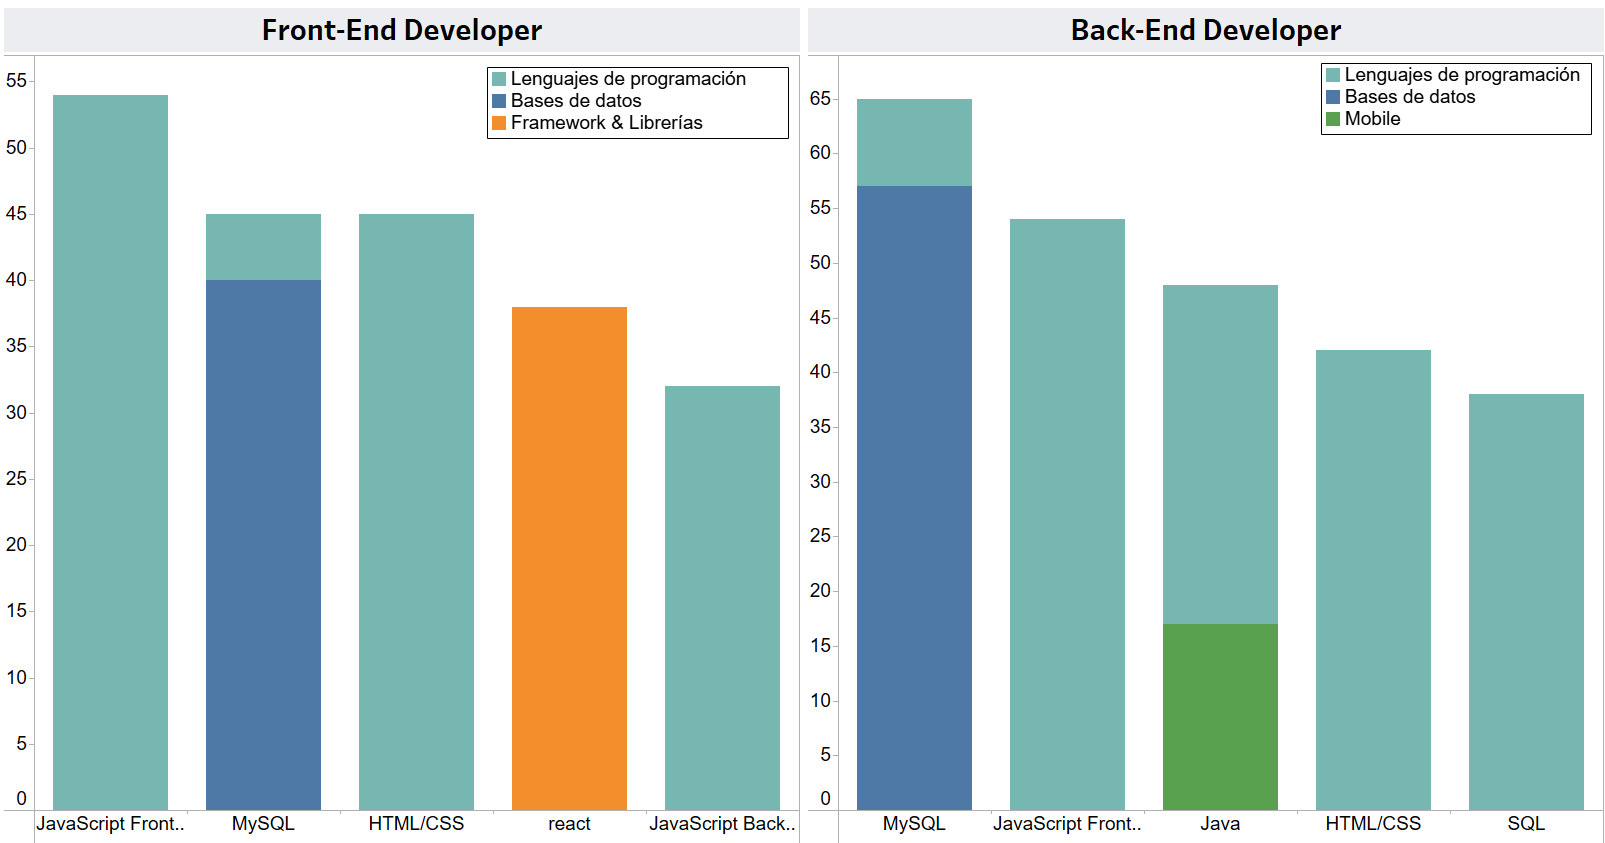 Front-End Developer
55
50
45
40
35
30
25
20
15
10
5
0
Lenguajes de programación
Bases de datos
Framework & Librerías
JavaScript Front.. MySQL HTML/CSS react JavaScript Back..
Back-End Developer
65
60
55
50
45
40
35
30
25
20
15
10
5
0
Lenguajes de programación
Bases de datos
Mobile
MySQL JavaScript Front.. Java HTML/CSS SQL